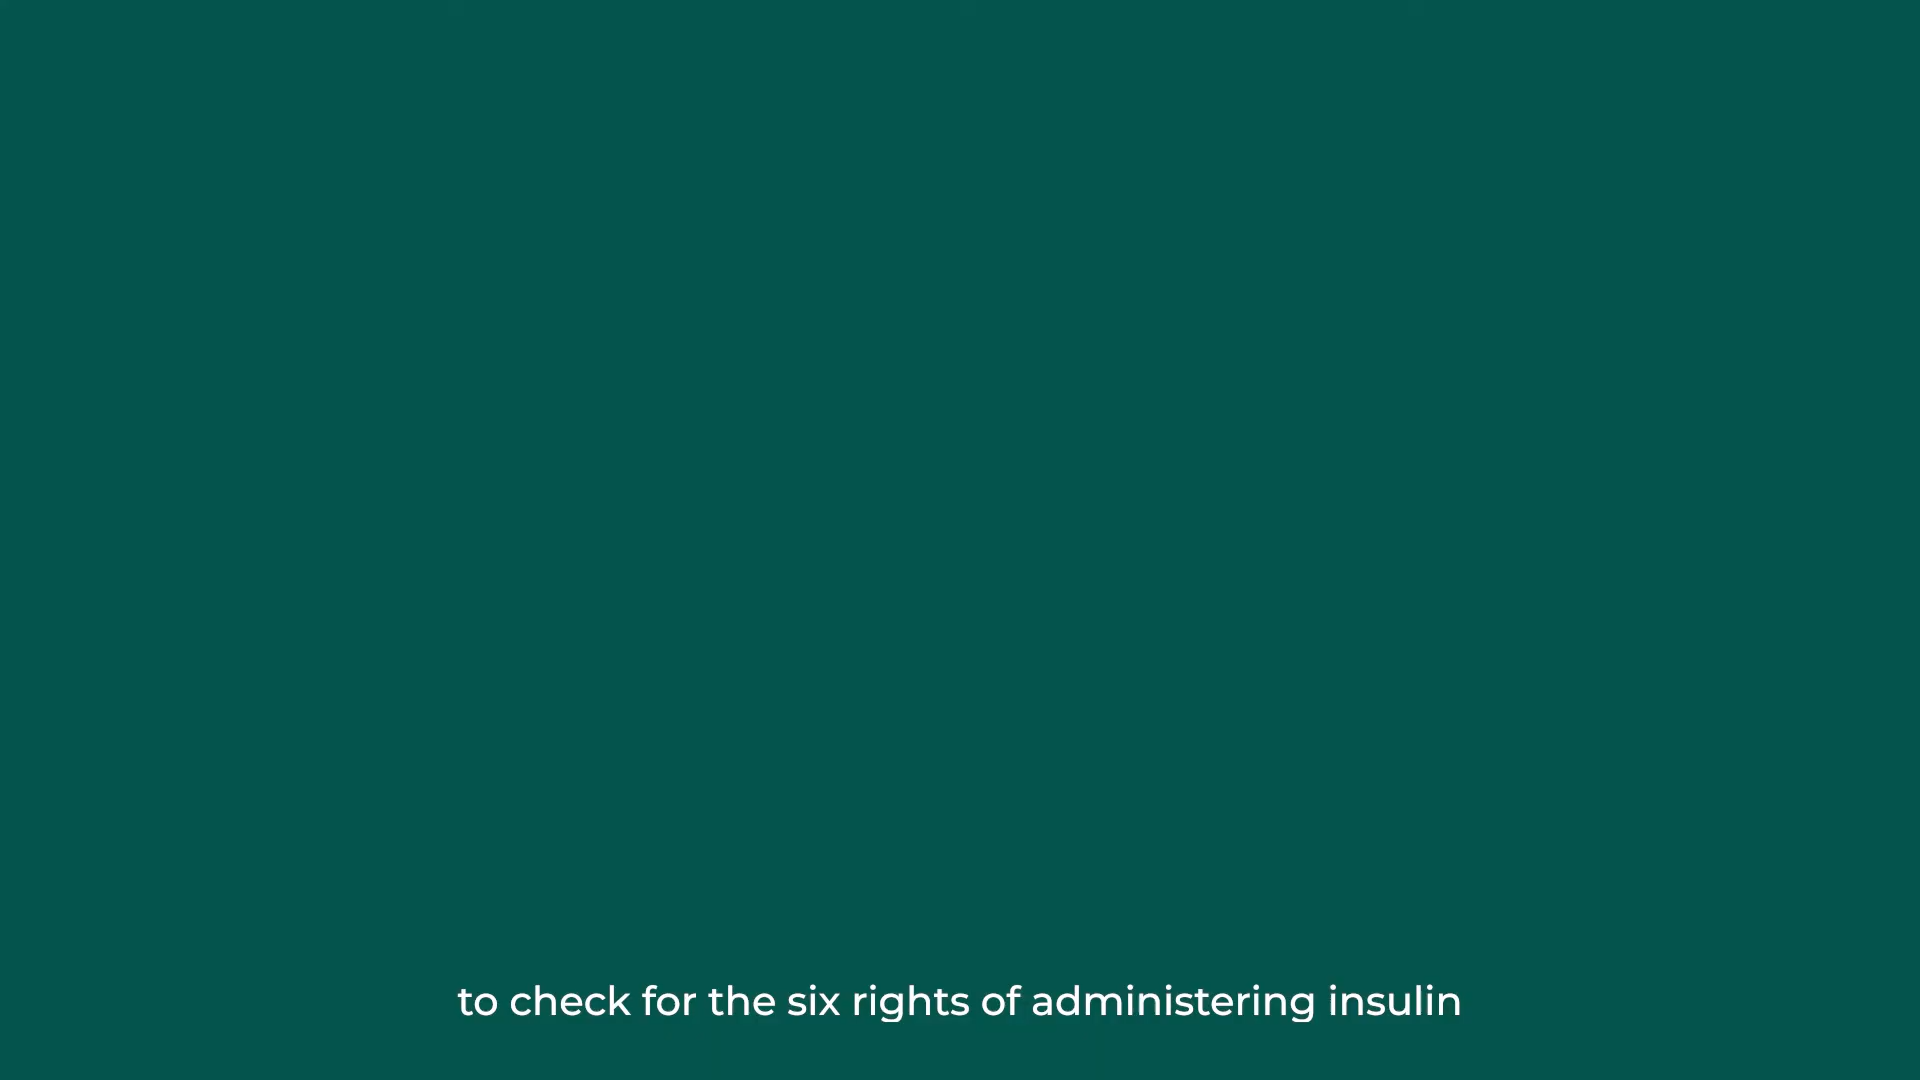 to check for the six rights of administering insulin